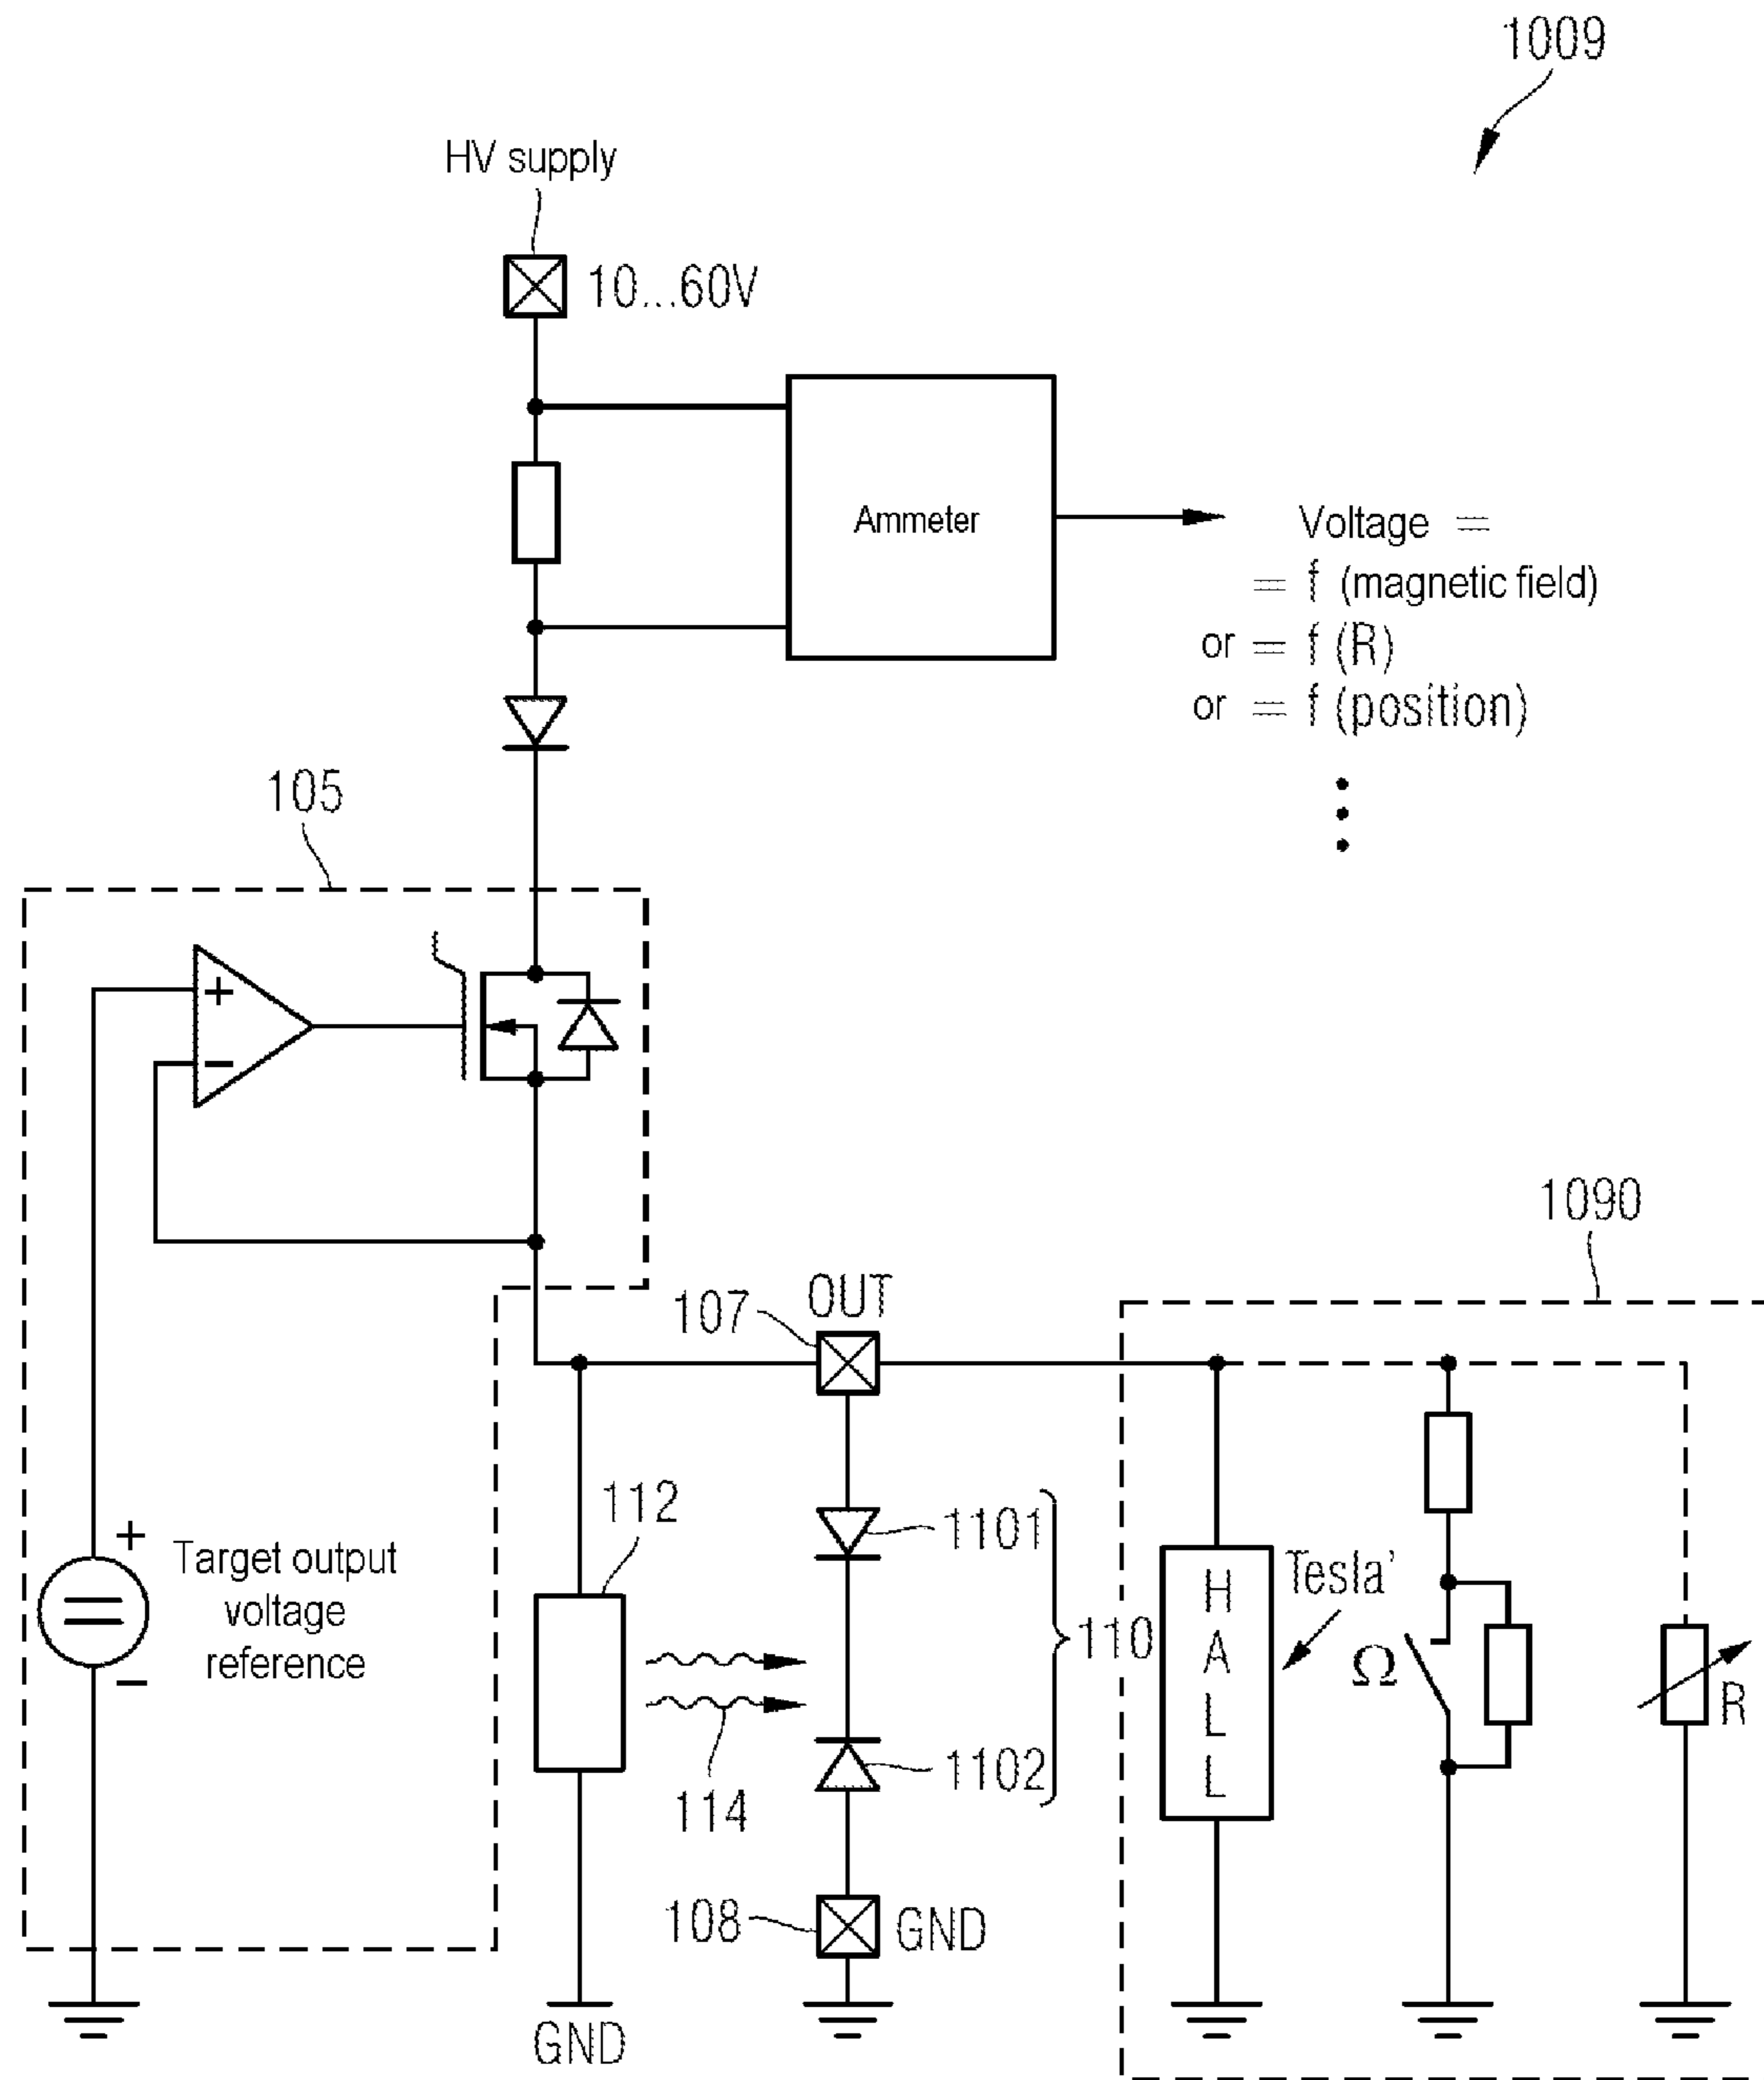 1009
HV supply
10...60V
Ammeter
Voltage =
= f (magnetic field)
or = f (R)
or = f (position)
105
+
−
1090
107
OUT
112
1101
+
Target output
voltage
reference
−
110
HALL
Tesla'
Ω
R
1102
114
108
GND
GND